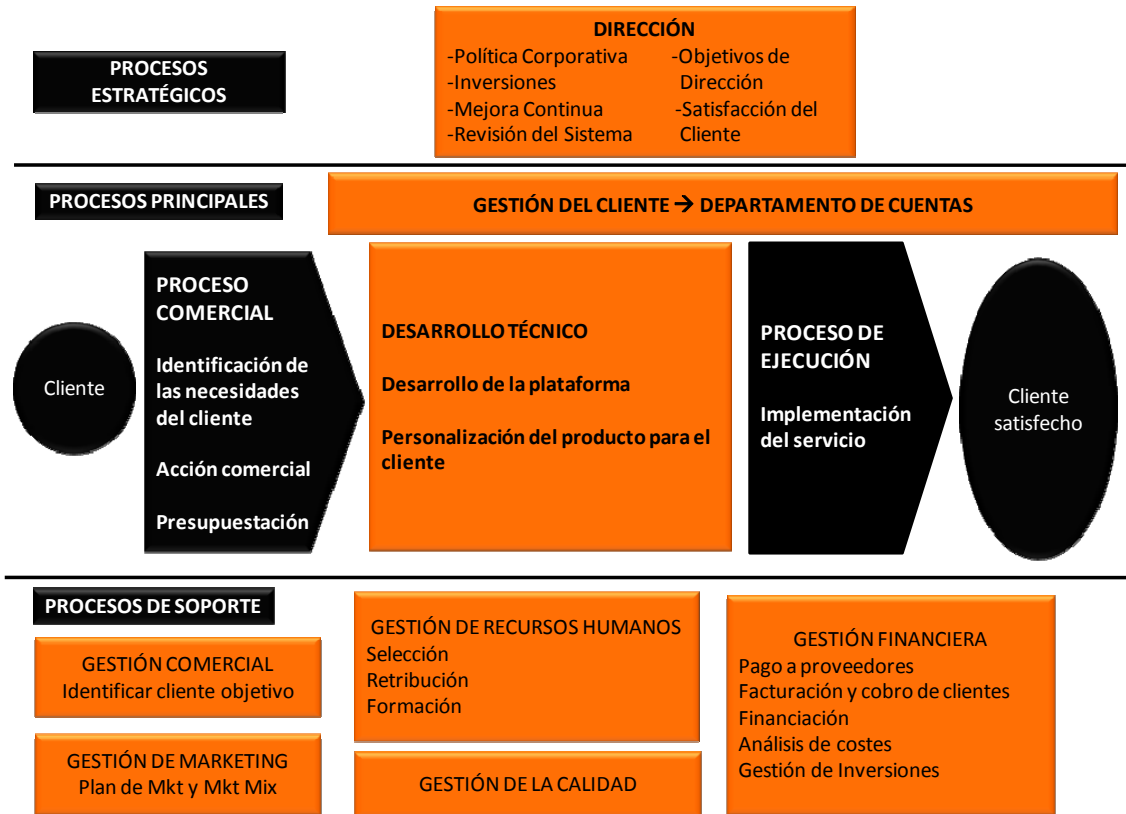 PROCESOS
ESTRATÉGICOS
DIRECCIÓN
-Política Corporativa
-Inversiones
-Mejora Continua
-Revisión del Sistema
-Objetivos de
Dirección
-Satisfacción del
Cliente
PROCESOS PRINCIPALES
GESTIÓN DEL CLIENTE → DEPARTAMENTO DE CUENTAS
Cliente
PROCESO
COMERCIAL
Identificación de
las necesidades
del cliente
Acción comercial
Presupuestación
DESARROLLO TÉCNICO
Desarrollo de la plataforma
Personalización del producto para el
cliente
PROCESO DE
EJECUCIÓN
Implementación
del servicio
Cliente
satisfecho
PROCESOS DE SOPORTE
GESTIÓN COMERCIAL
Identificar cliente objetivo
GESTIÓN DE MARKETING
Plan de Mkt y Mkt Mix
GESTIÓN DE RECURSOS HUMANOS
Selección
Retribución
Formación
GESTIÓN DE LA CALIDAD
GESTIÓN FINANCIERA
Pago a proveedores
Facturación y cobro de clientes
Financiación
Análisis de costes
Gestión de Inversiones